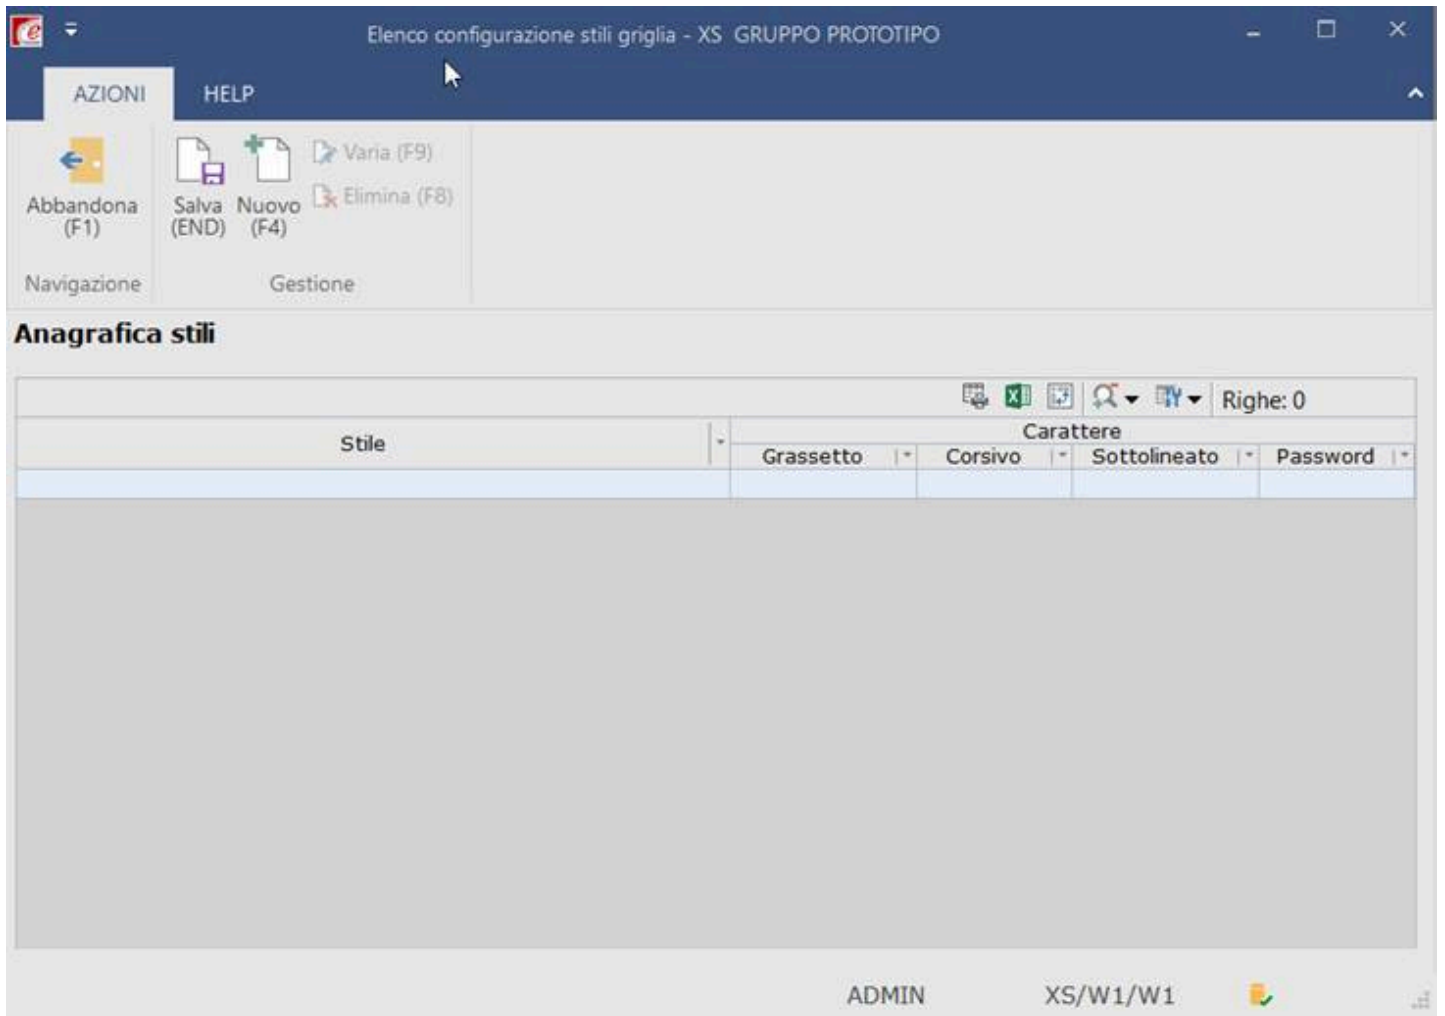 Elenco configurazione stili griglia - XS GRUPPO PROTOTIPO
AZIONI HELP
Abbandona
(F1)
Salva
(END)
Nuovo
(F4)
Varia (F9)
Elimina (F8)
Navigazione
Gestione
Anagrafica stili
Righe: 0
Stile
Carattere
Grassetto Corsivo Sottolineato Password
ADMIN XS/W1/W1